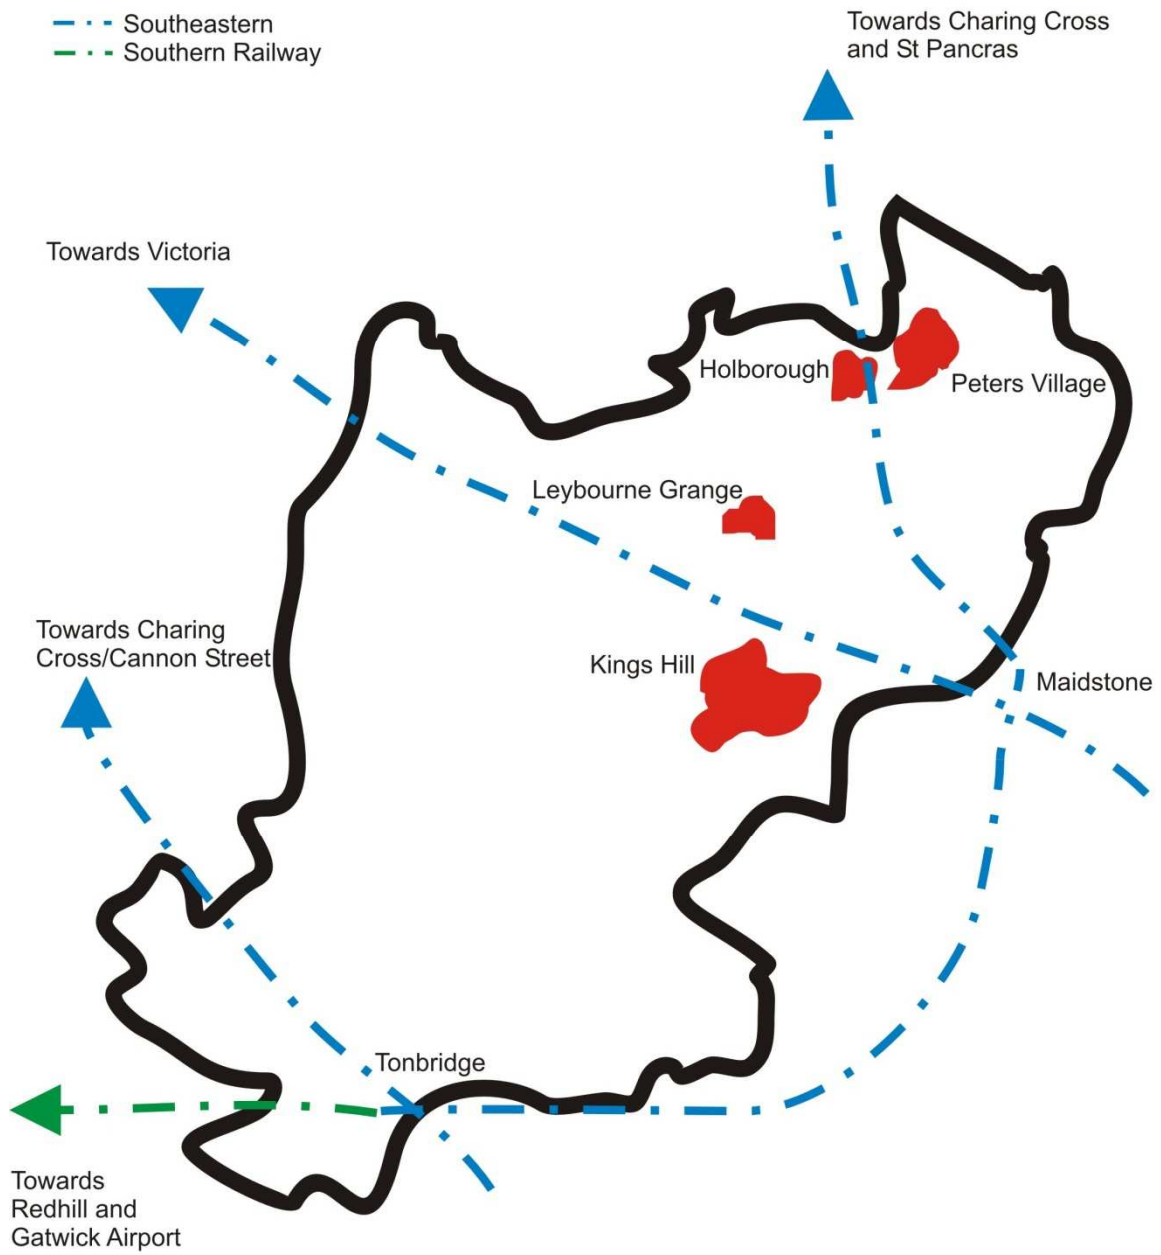 Southeastern
Southern Railway
Towards Charing Cross
and St Pancras
Towards Victoria
Holborough
Peters Village
Leybourne Grange
Towards Charing
Cross/Cannon Street
Kings Hill
Maidstone
Tonbridge
Towards
Redhill and
Gatwick Airport